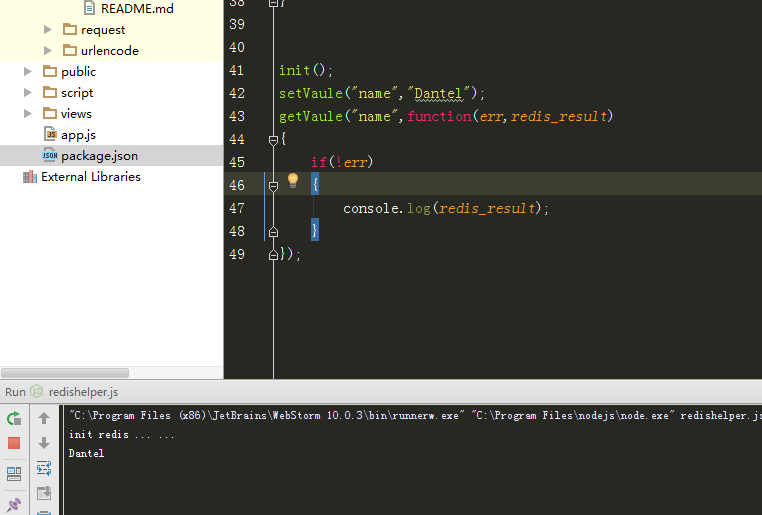 README.md
request
urlencode
public
script
views
app.js
package.json
External Libraries
38 }
39
40
41 init();
42 setVaule("name","Dantel");
43 getVaule("name",function(err,redis_result)
44 {
45 if(!err)
46 {
47 console.log(redis_result);
48 }
49 });
Run redishelper.js
"C:\Program Files (x86)\JetBrains\WebStorm 10.0.3\bin\runnerw.exe" "C:\Program Files\nodejs\node.exe" redishelper.js
init redis ... ...
Dantel